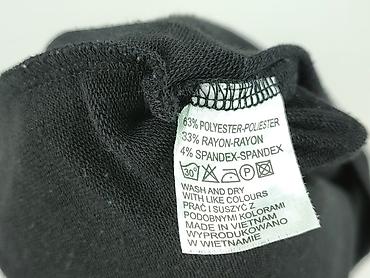 63% POLYESTER-POLIESTER
33% RAYON-RAYON
4% SPANDEX-SPANDEX
30° P
WASH AND DRY
WITH LIKE COLOURS
PRAĆ I SUSZYĆ Z
PODOBNYMI KOLORAMI
MADE IN VIETNAM
WYPRODUKOWANO
W WIETNAMIE